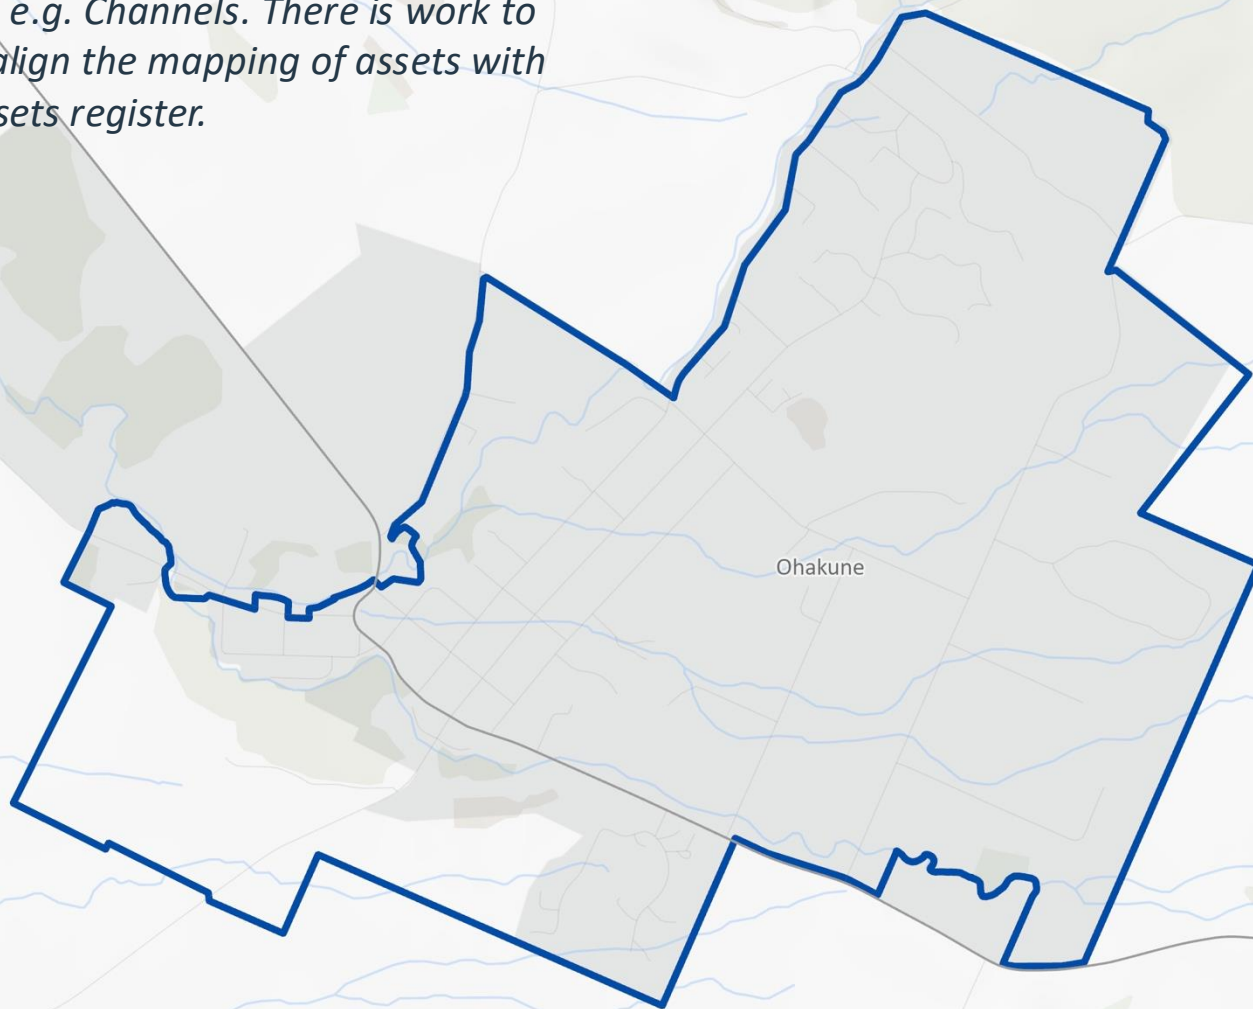 e.g. Channels. There is work to
align the mapping of assets with
sets register.
Ohakune